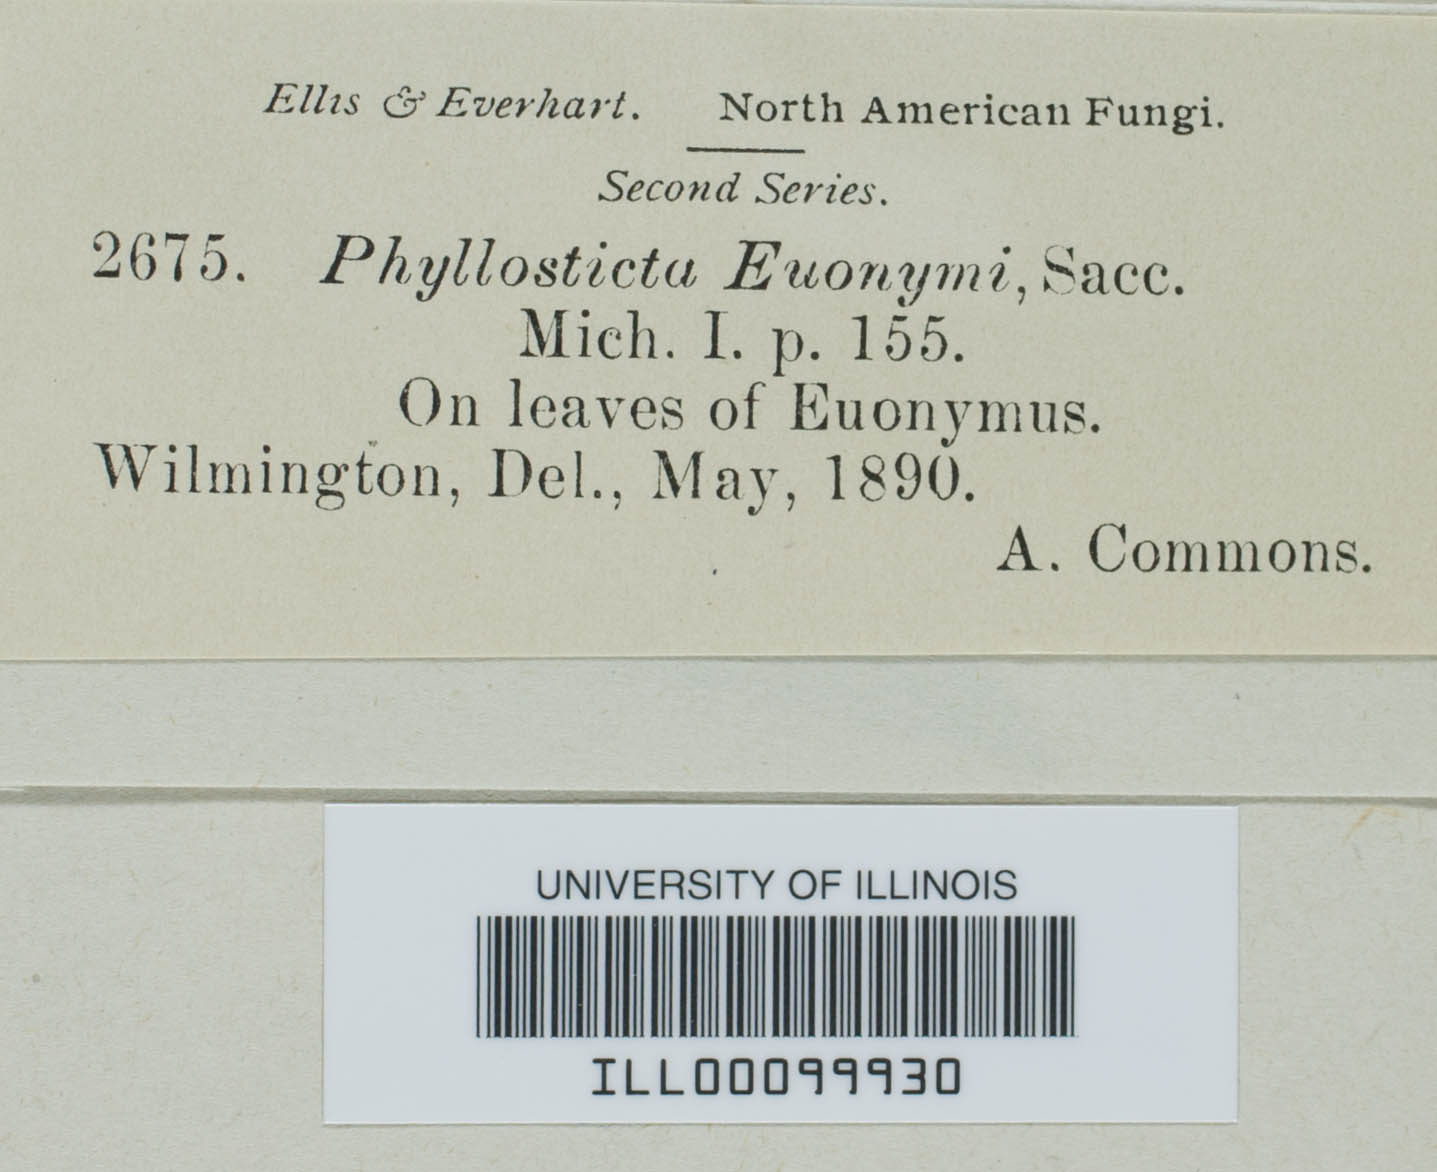 Ellis & Everhart. North American Fungi.
Second Series.
2675. Phyllosticta Euonymi, Sacc.
Mich. I. p. 155.
On leaves of Euonymus.
Wilmington, Del., May, 1890.
A. Commons.
UNIVERSITY OF ILLINOIS
ILL00099930